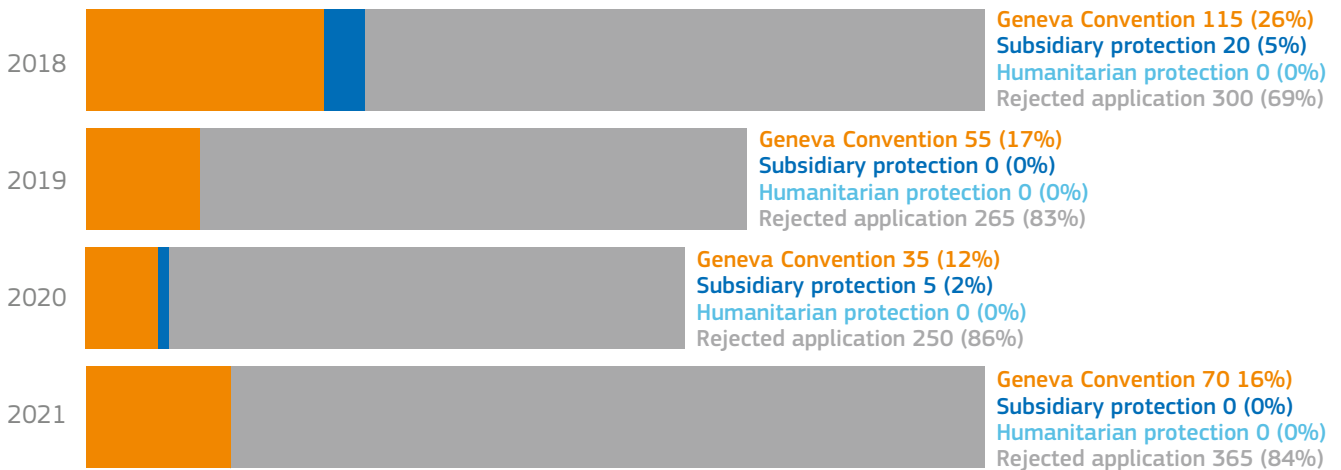 2018
Geneva Convention 115 (26%)
Subsidiary protection 20 (5%)
Humanitarian protection 0 (0%)
Rejected application 300 (69%)
2019
Geneva Convention 55 (17%)
Subsidiary protection 0 (0%)
Humanitarian protection 0 (0%)
Rejected application 265 (83%)
2020
Geneva Convention 35 (12%)
Subsidiary protection 5 (2%)
Humanitarian protection 0 (0%)
Rejected application 250 (86%)
2021
Geneva Convention 70 16%)
Subsidiary protection 0 (0%)
Humanitarian protection 0 (0%)
Rejected application 365 (84%)